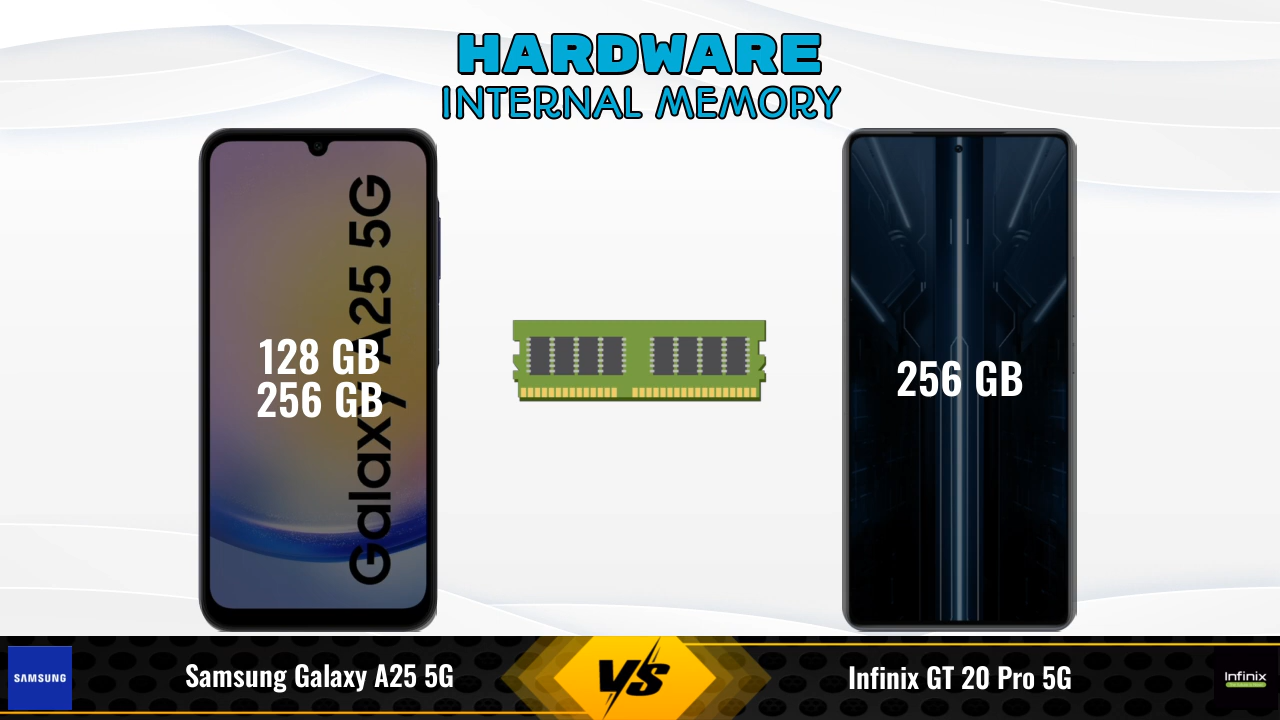 HARDWARE
INTERNAL MEMORY
Galaxy A25 5G
128 GB
256 GB
256 GB
SAMSUNG
Samsung Galaxy A25 5G
VS
Infinix GT 20 Pro 5G
Infinix